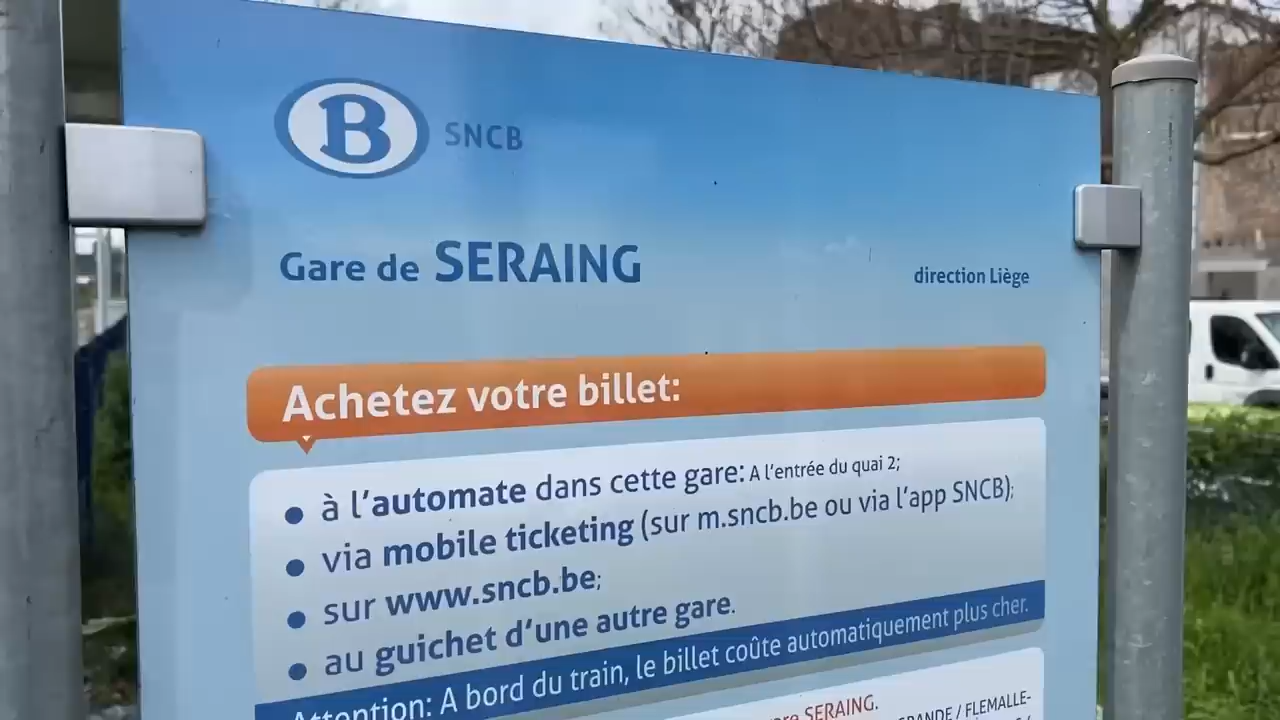 B SNCB
Gare de SERAING
direction Liège
Achetez votre billet:
• à l'automate dans cette gare: A l'entrée du quai 2;
• via mobile ticketing (sur m.sncb.be ou via l'app SNCB);
• sur www.sncb.be;
• au guichet d'une autre gare.
Attention: A bord du train, le billet coûte automatiquement plus cher.
SERAING.
/ FLEMALLE-